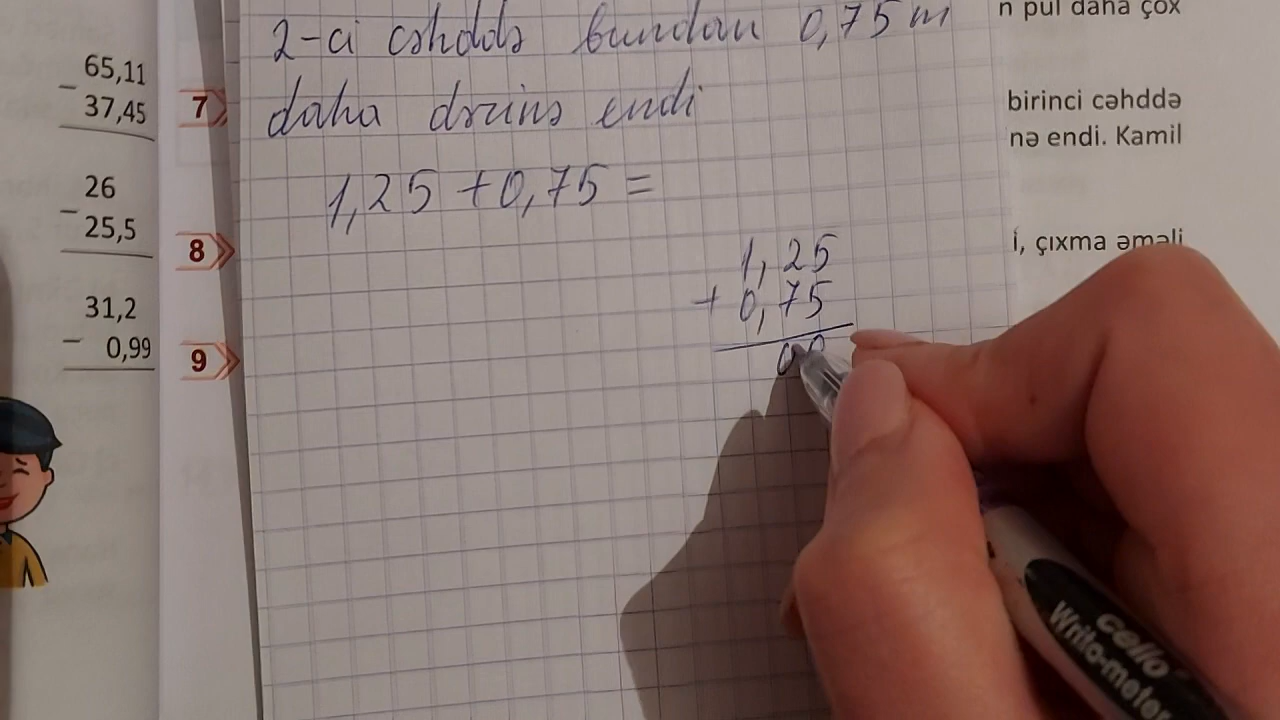 2-ci cəhddə bundan 0,75 m
daha dərinə endi
1,25 + 0,75 =
1,25
+ 0,75
00
65,11
- 37,45
26
- 25,5
31,2
- 0,99
7
8
9
n pul daha çox
birinci cəhddə
nə endi. Kamil
i, çıxma əməli
cello
Writo-meter